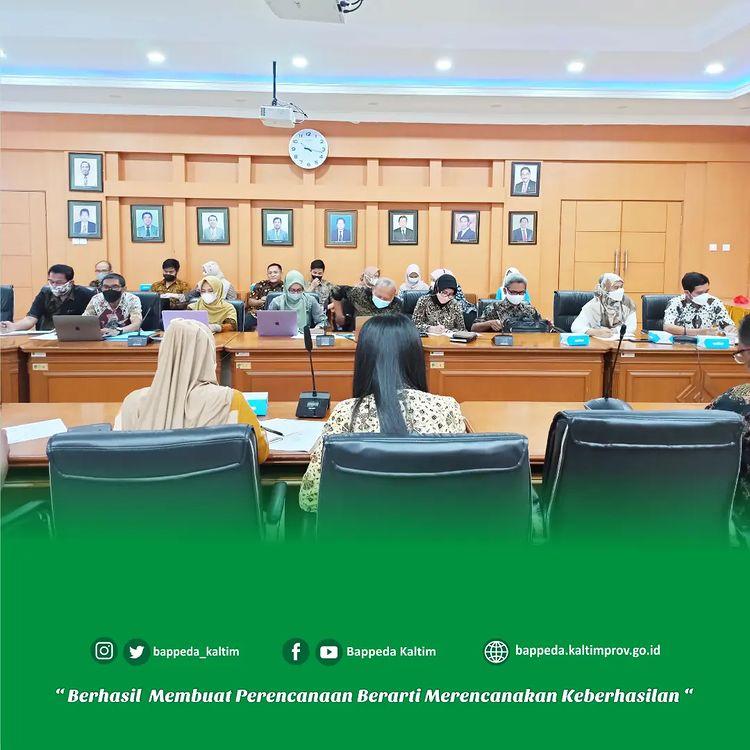 bappeda_kaltim
Bappeda Kaltim
bappeda.kaltimprov.go.id
“ Berhasil Membuat Perencanaan Berarti Merencanakan Keberhasilan “